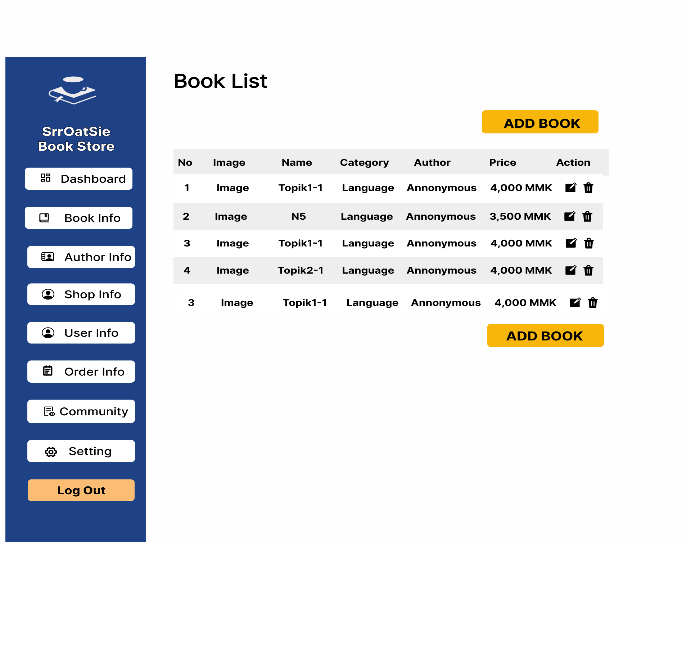 SrrOatSie
Book Store
Dashboard
Book Info
Author Info
Shop Info
User Info
Order Info
Community
Setting
Log Out
Book List
ADD BOOK
No Image Name Category Author Price Action
1 Image Topik1-1 Language Annonymous 4,000 MMK
2 Image N5 Language Annonymous 3,500 MMK
3 Image Topik1-1 Language Annonymous 4,000 MMK
4 Image Topik2-1 Language Annonymous 4,000 MMK
3 Image Topik1-1 Language Annonymous 4,000 MMK
ADD BOOK